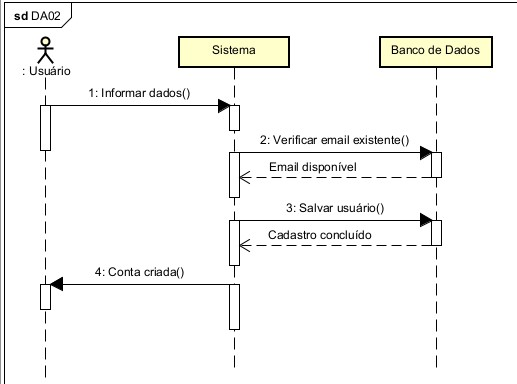 sd DA02
: Usuário
Sistema
Banco de Dados
1: Informar dados()
2: Verificar email existente()
Email disponível
3: Salvar usuário()
Cadastro concluído
4: Conta criada()